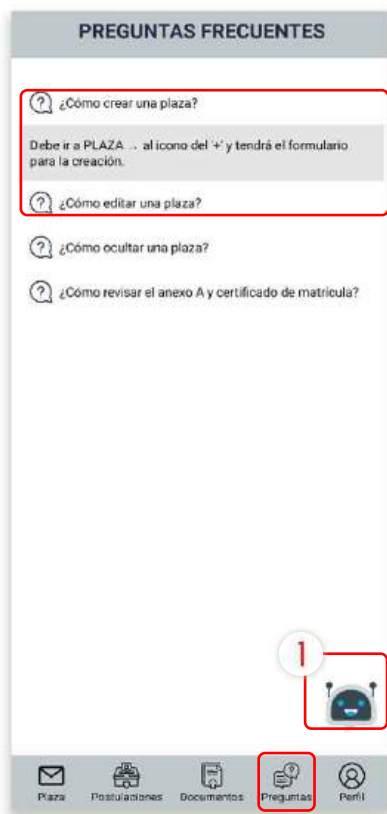 PREGUNTAS FRECUENTES
¿Cómo crear una plaza?
Debe ir a PLAZA → al icono del '+' y tendrá el formulario
para la creación.
¿Cómo editar una plaza?
¿Cómo ocultar una plaza?
¿Cómo revisar el anexo A y certificado de matrícula?
1
Plaza Postulaciones Documentos Preguntas Perfil